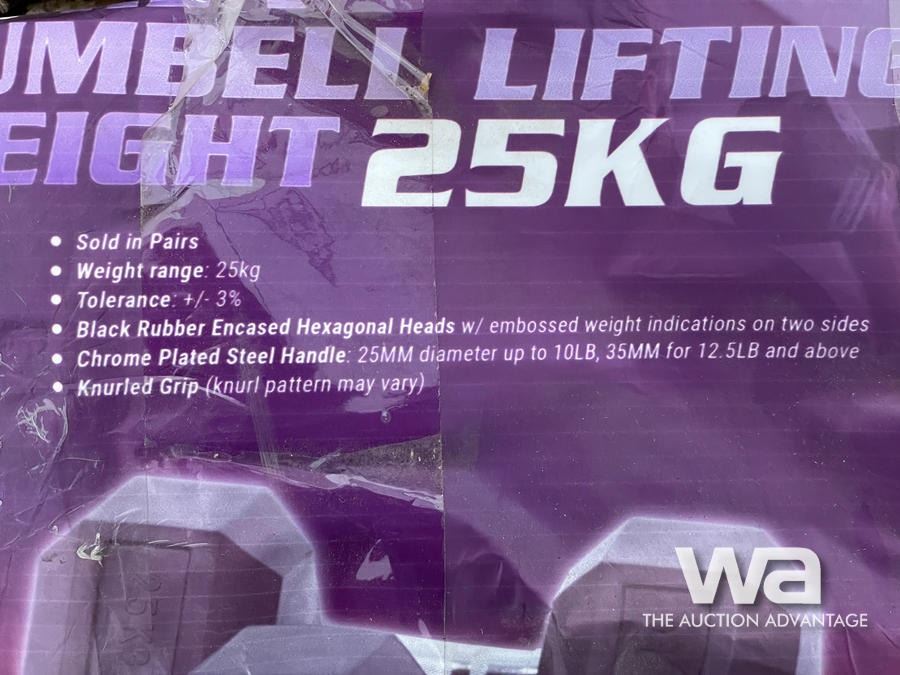 UMBELL LIFTING
EIGHT 25KG
• Sold in Pairs
• Weight range: 25kg
• Tolerance: +/- 3%
• Black Rubber Encased Hexagonal Heads w/ embossed weight indications on two sides
• Chrome Plated Steel Handle: 25MM diameter up to 10LB, 35MM for 12.5LB and above
• Knurled Grip (knurl pattern may vary)
wa
THE AUCTION ADVANTAGE